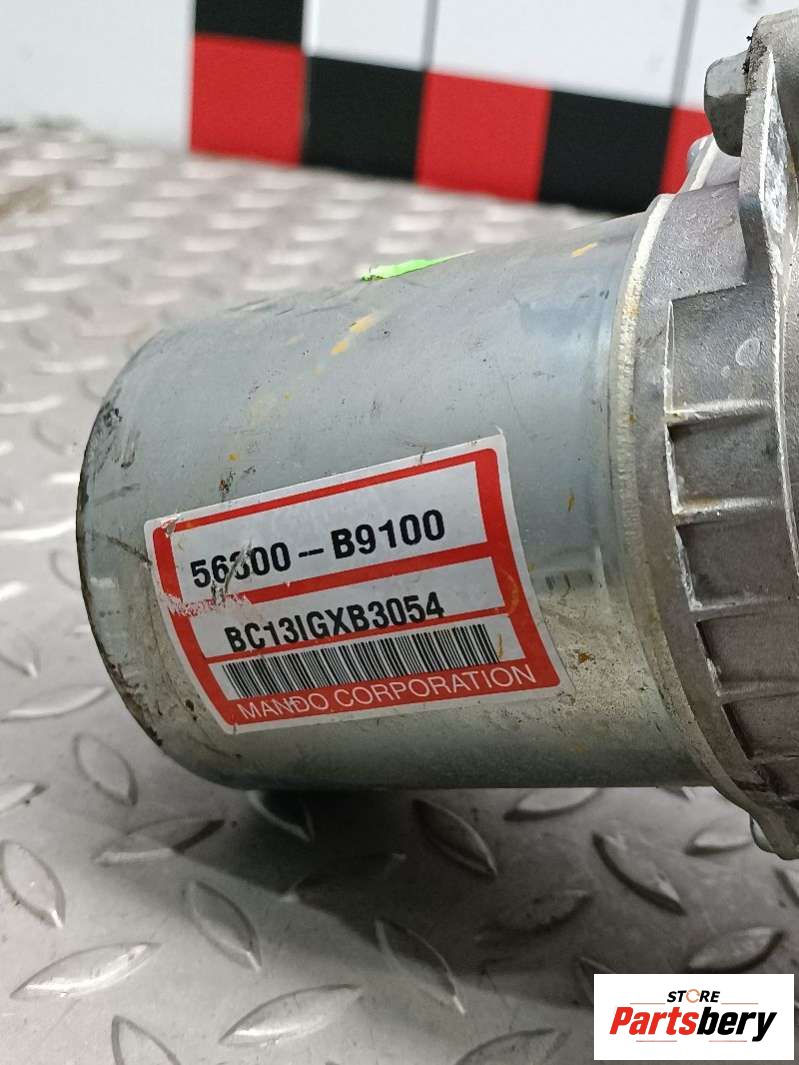 56300-B9100
BC13IGXB3054
MANDO CORPORATION
STORE
Partsbery